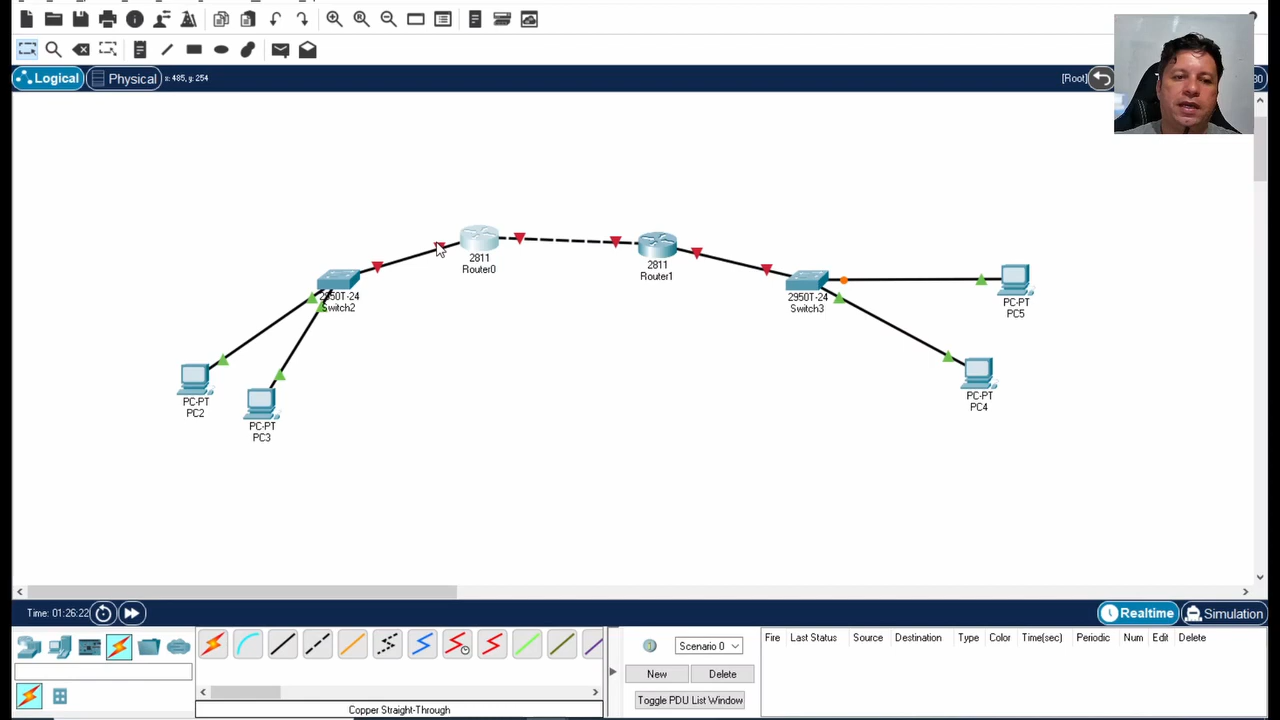 Logical
Physical
x: 485, y: 254
[Root]
2811
Router0
2811
Router1
2950T-24
Switch2
2950T-24
Switch3
PC-PT
PC5
PC-PT
PC2
PC-PT
PC4
PC-PT
PC3
Time: 01:26:22
Realtime
Simulation
Scenario 0
New
Delete
Toggle PDU List Window
Fire Last Status Source Destination Type Color Time(sec) Periodic Num Edit Delete
Copper Straight-Through